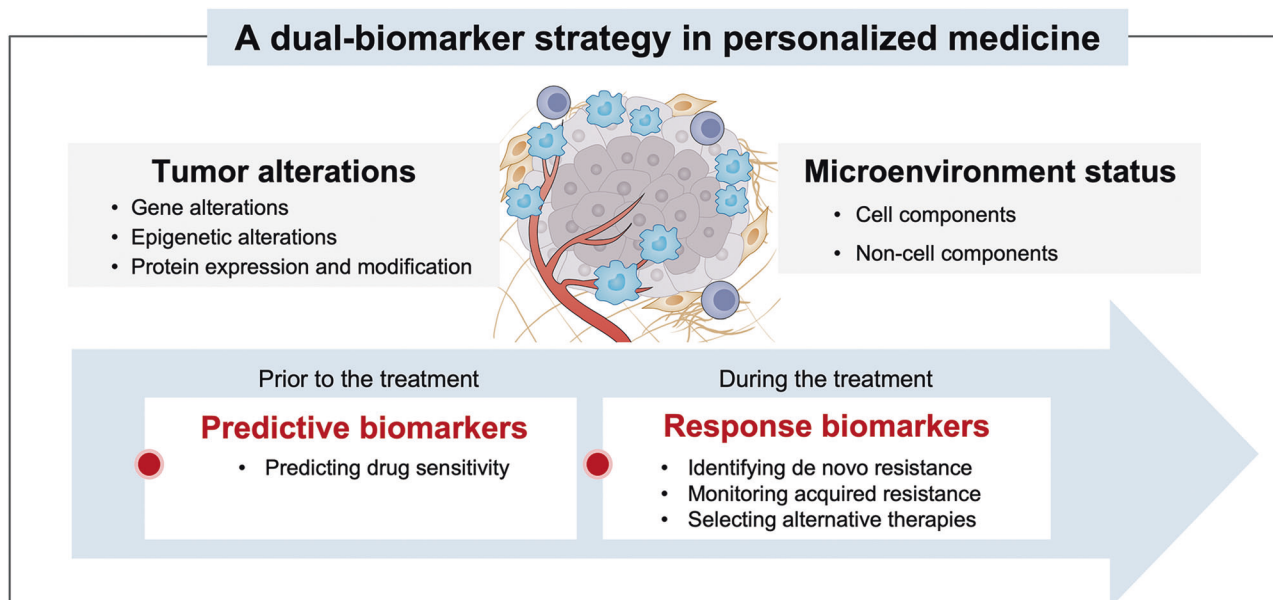 A dual-biomarker strategy in personalized medicine
Tumor alterations
• Gene alterations
• Epigenetic alterations
• Protein expression and modification
Microenvironment status
• Cell components
• Non-cell components
Prior to the treatment
Predictive biomarkers
• Predicting drug sensitivity
During the treatment
Response biomarkers
• Identifying de novo resistance
• Monitoring acquired resistance
• Selecting alternative therapies